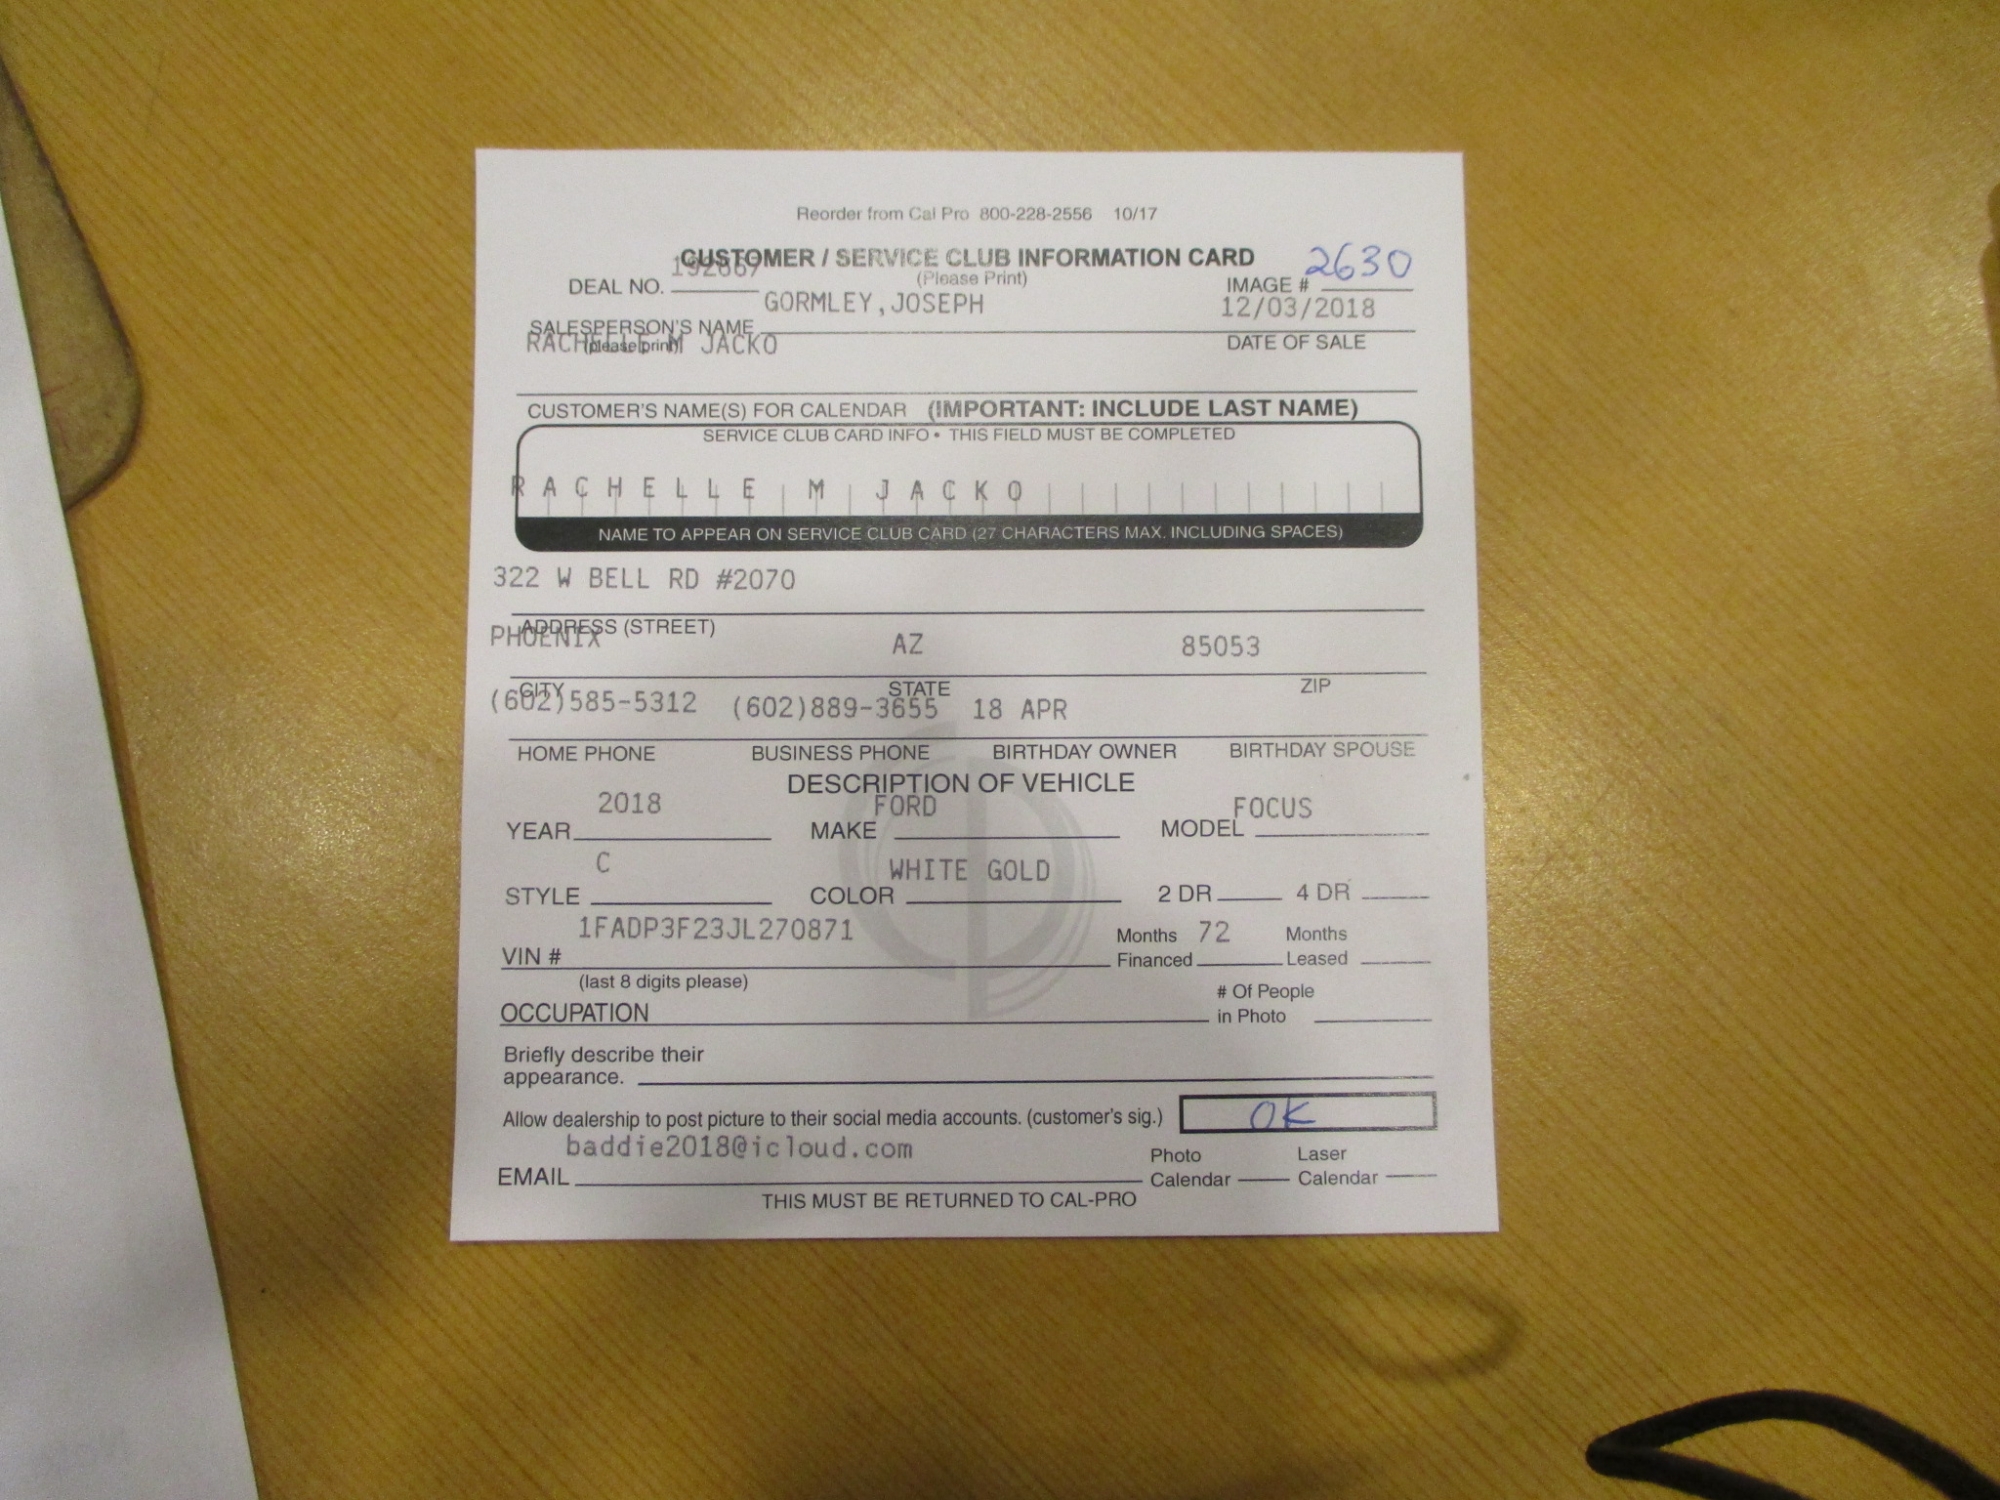 Reorder from Cal Pro 800-228-2556 10/17
CUSTOMER / SERVICE CLUB INFORMATION CARD
(Please Print)
DEAL NO. IMAGE # 2630
GORMLEY,JOSEPH 12/03/2018
SALESPERSON'S NAME
(please print) DATE OF SALE
RACHELLE M JACKO
CUSTOMER'S NAME(S) FOR CALENDAR (IMPORTANT: INCLUDE LAST NAME)
SERVICE CLUB CARD INFO • THIS FIELD MUST BE COMPLETED
RACHELLE M JACKO
NAME TO APPEAR ON SERVICE CLUB CARD (27 CHARACTERS MAX. INCLUDING SPACES)
322 W BELL RD #2070
ADDRESS (STREET)
PHOENIX AZ 85053
CITY STATE ZIP
(602)585-5312 (602)889-3655 18 APR
HOME PHONE BUSINESS PHONE BIRTHDAY OWNER BIRTHDAY SPOUSE
DESCRIPTION OF VEHICLE
2018 FORD FOCUS
YEAR MAKE MODEL
C WHITE GOLD
STYLE COLOR 2 DR 4 DR
1FADP3F23JL270871 Months 72 Months
VIN # Financed Leased
(last 8 digits please)
# Of People
OCCUPATION in Photo
Briefly describe their
appearance.
Allow dealership to post picture to their social media accounts. (customer's sig.) OK
baddie2018@icloud.com Photo Laser
EMAIL Calendar Calendar
THIS MUST BE RETURNED TO CAL-PRO